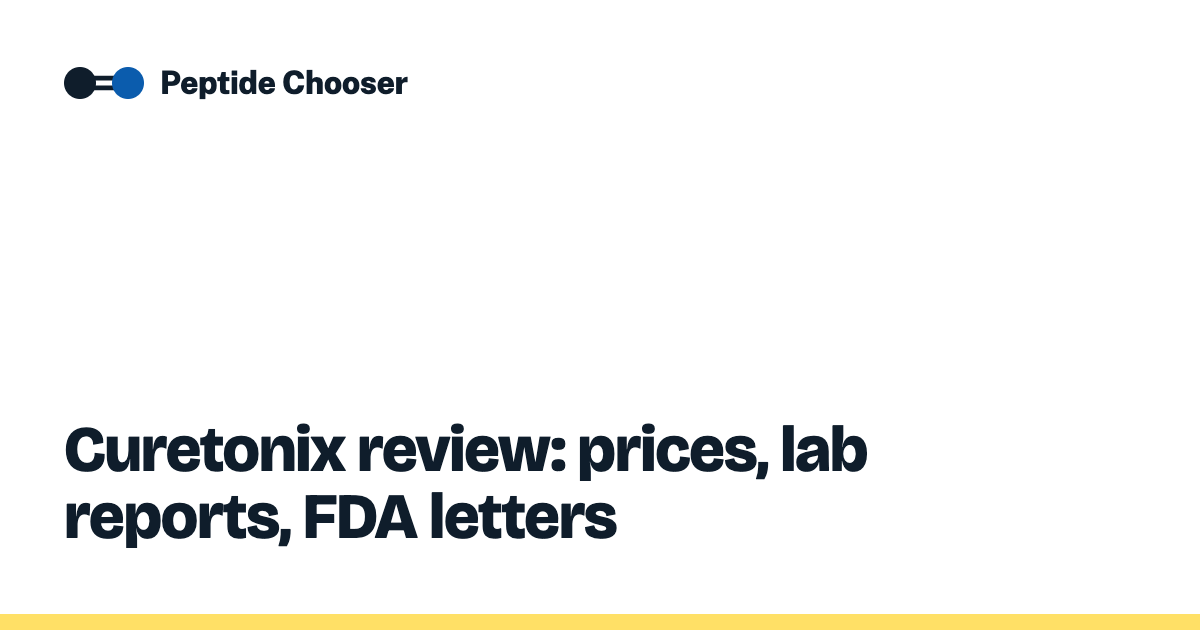 Peptide Chooser
Curetonix review: prices, lab
reports, FDA letters